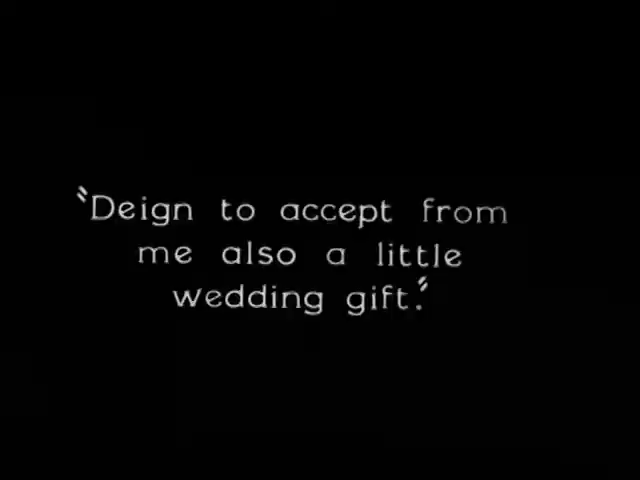 "Deign to accept from
me also a little
wedding gift."